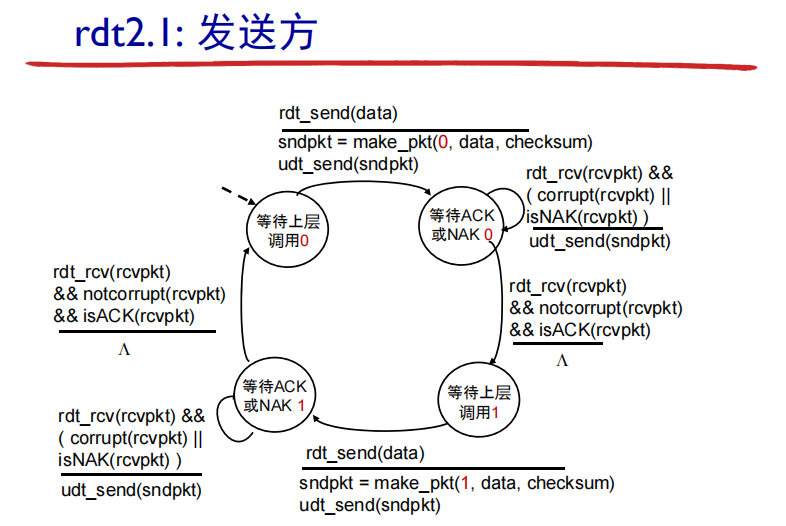 rdt2.1: 发送方
rdt_send(data)
sndpkt = make_pkt(0, data, checksum)
udt_send(sndpkt)
等待上层
调用0
等待ACK
或NAK 0
rdt_rcv(rcvpkt) &&
( corrupt(rcvpkt) ||
isNAK(rcvpkt) )
udt_send(sndpkt)
rdt_rcv(rcvpkt)
&& notcorrupt(rcvpkt)
&& isACK(rcvpkt)
Λ
rdt_rcv(rcvpkt)
&& notcorrupt(rcvpkt)
&& isACK(rcvpkt)
Λ
等待ACK
或NAK 1
等待上层
调用1
rdt_rcv(rcvpkt) &&
( corrupt(rcvpkt) ||
isNAK(rcvpkt) )
udt_send(sndpkt)
rdt_send(data)
sndpkt = make_pkt(1, data, checksum)
udt_send(sndpkt)